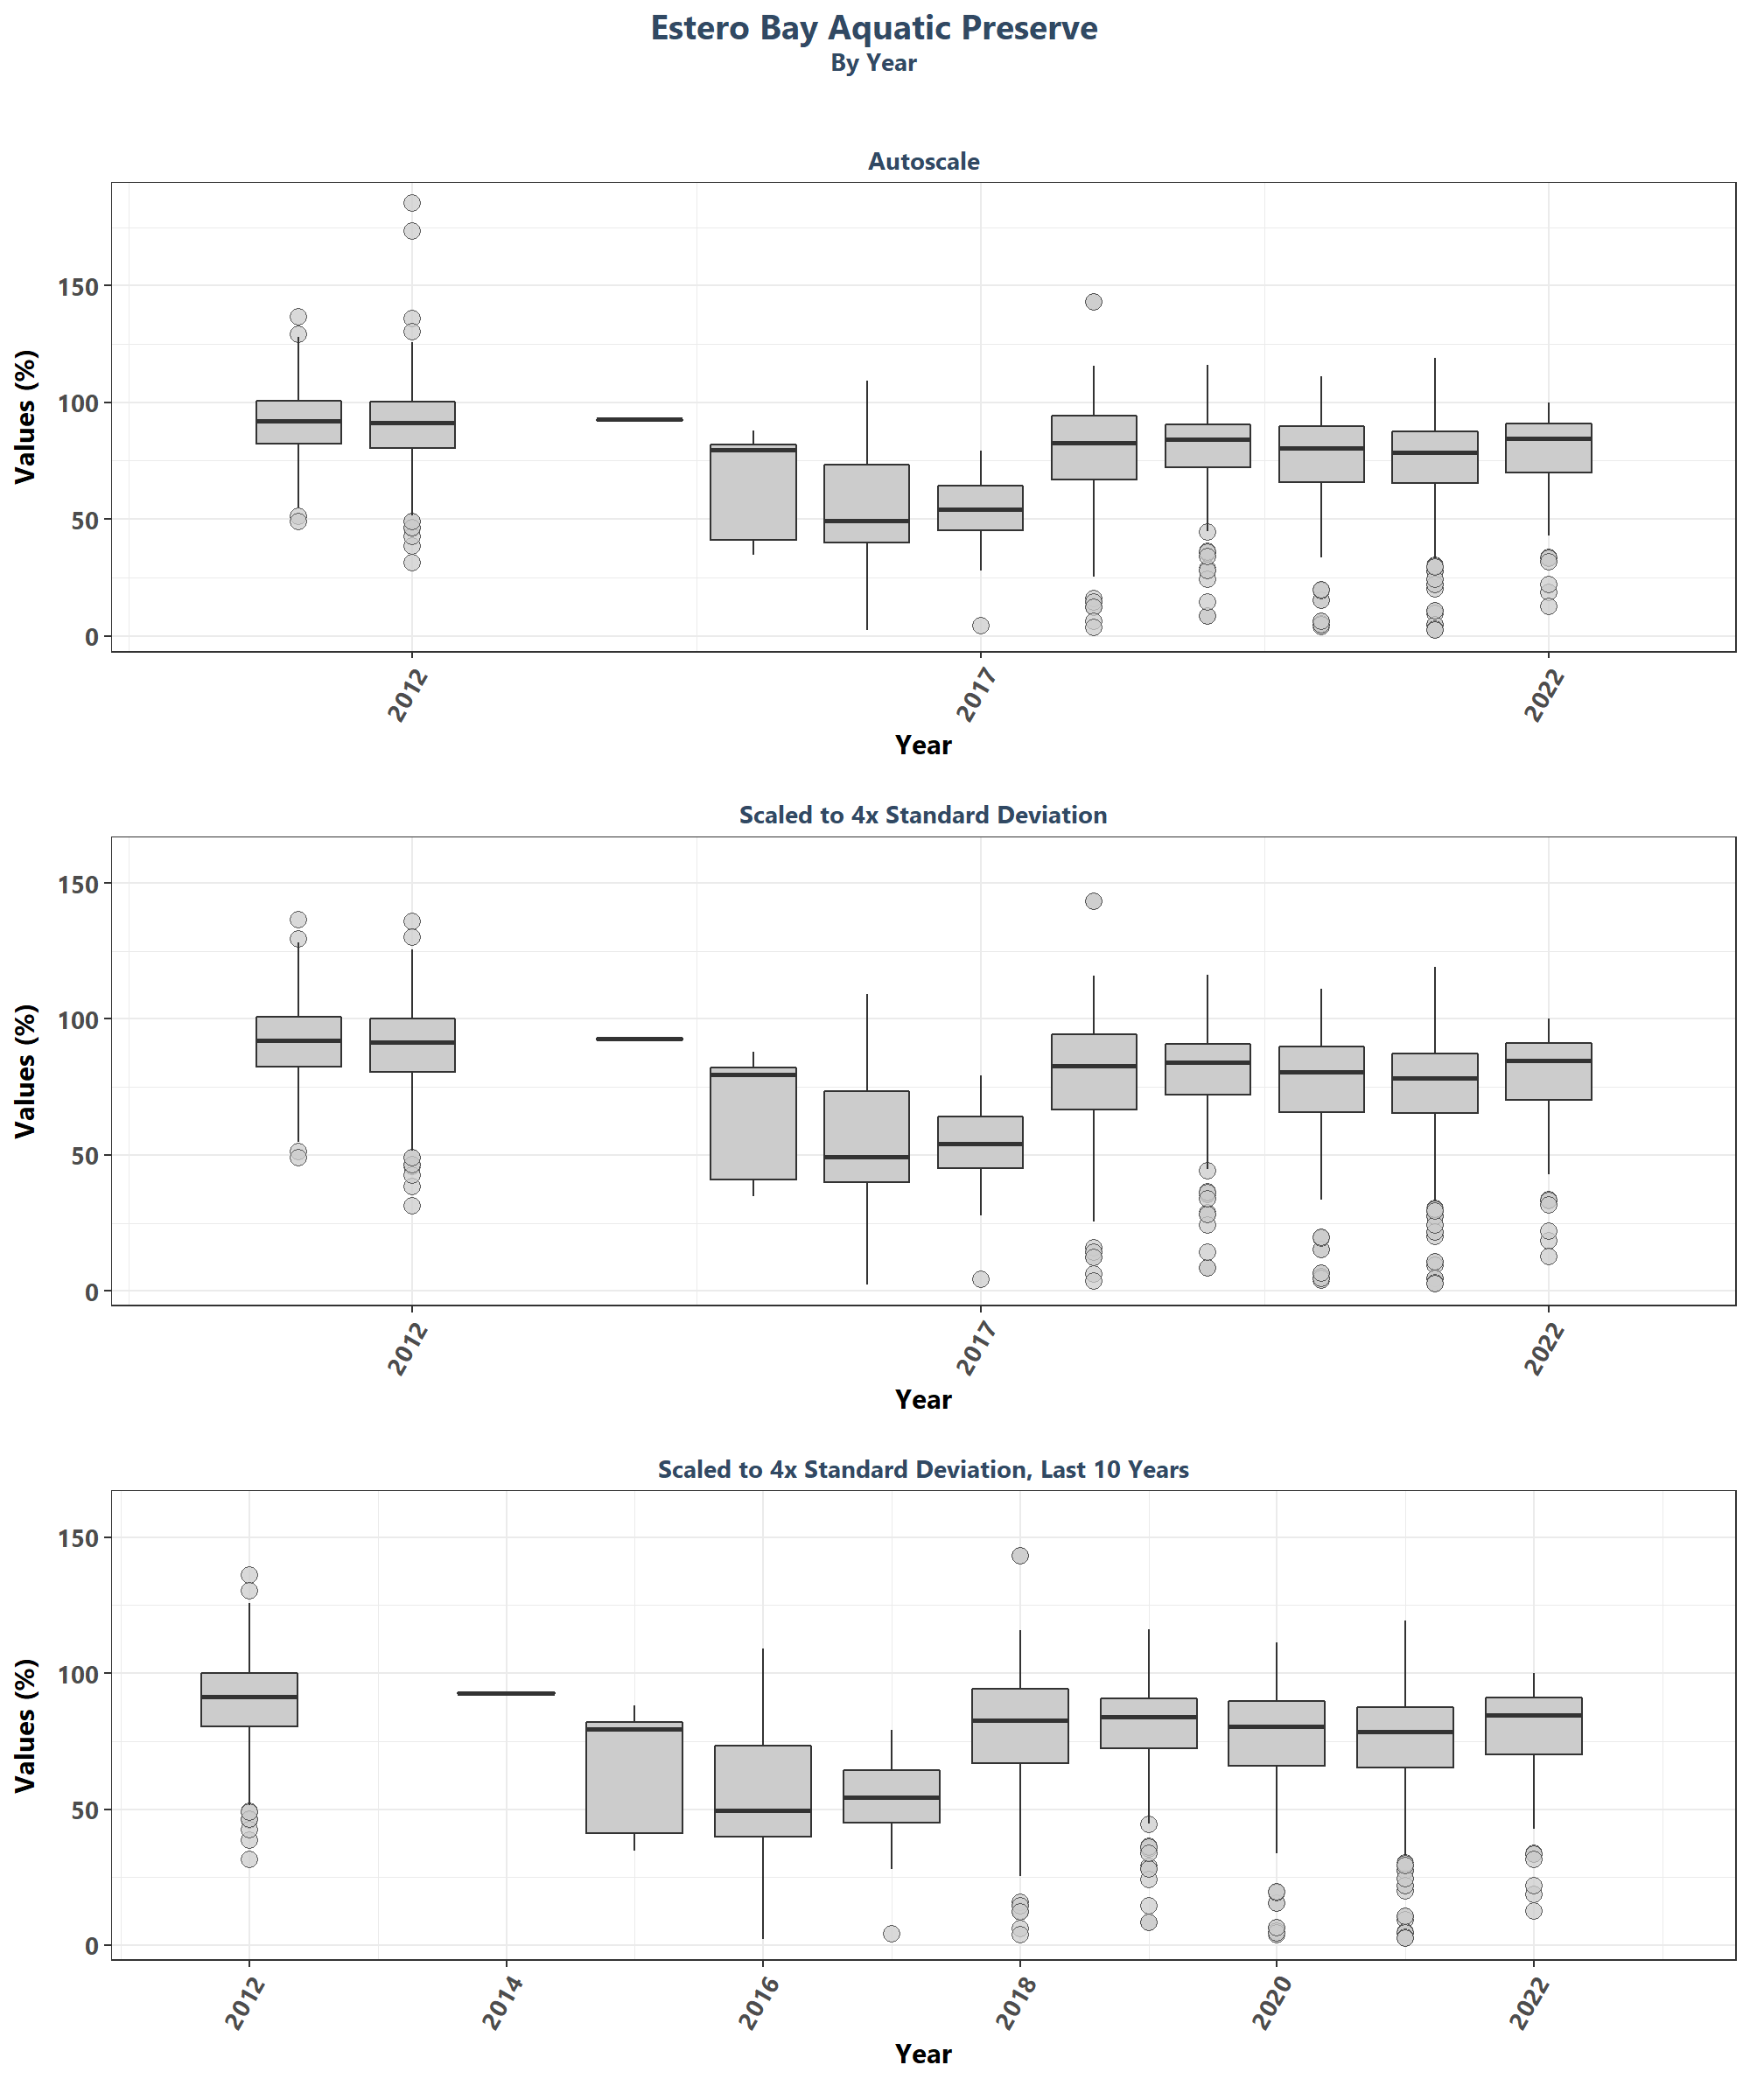 Estero Bay Aquatic Preserve
By Year
Autoscale
Values (%)
150
100
50
0
2012 2017 2022
Year
Scaled to 4x Standard Deviation
Values (%)
150
100
50
0
2012 2017 2022
Year
Scaled to 4x Standard Deviation, Last 10 Years
Values (%)
150
100
50
0
2012 2014 2016 2018 2020 2022
Year